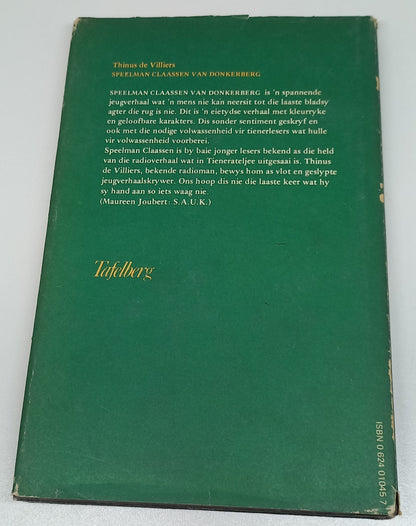 Thinus de Villiers
SPEELMAN CLAASSEN VAN DONKERBERG
SPEELMAN CLAASSEN VAN DONKERBERG is 'n spannende
jeugverhaal wat 'n mens nie kan neersit tot die laaste bladsy
agter die rug is nie. Dit is 'n eietydse verhaal met kleurryke
en geloofbare karakters. Dis sonder sentiment geskryf en
ook met die nodige volwassenheid vir tienerlesers wat hulle
vir volwassenheid voorberei.
Speelman Claassen is by baie jonger lesers bekend as die held
van die radioverhaal wat in Tienerateljee uitgesaai is. Thinus
de Villiers, bekende radioman, bewys hom as vlot en geslypte
jeugverhaalskrywer. Ons hoop dis nie die laaste keer wat hy
sy hand aan so iets waag nie.
(Maureen Joubert: S.A.U.K.)
Tafelberg
ISBN 0 624 01045 7